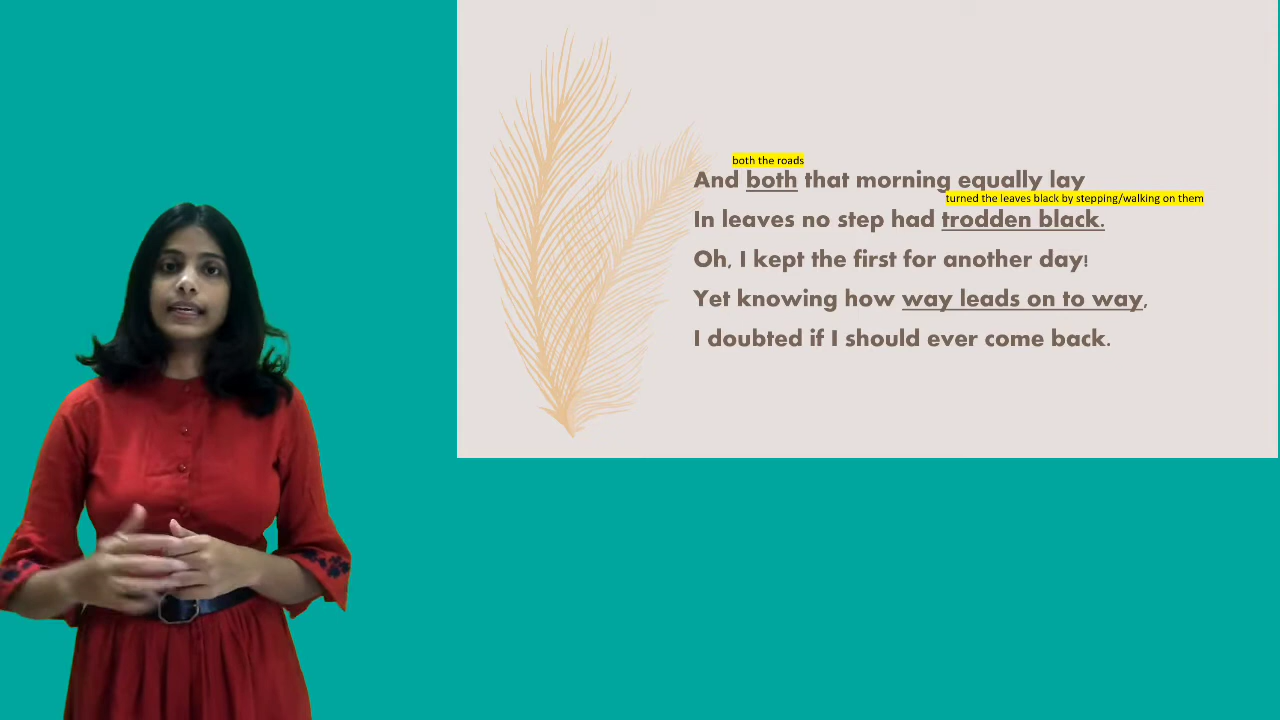 both the roads
And both that morning equally lay
turned the leaves black by stepping/walking on them
In leaves no step had trodden black.
Oh, I kept the first for another day!
Yet knowing how way leads on to way,
I doubted if I should ever come back.